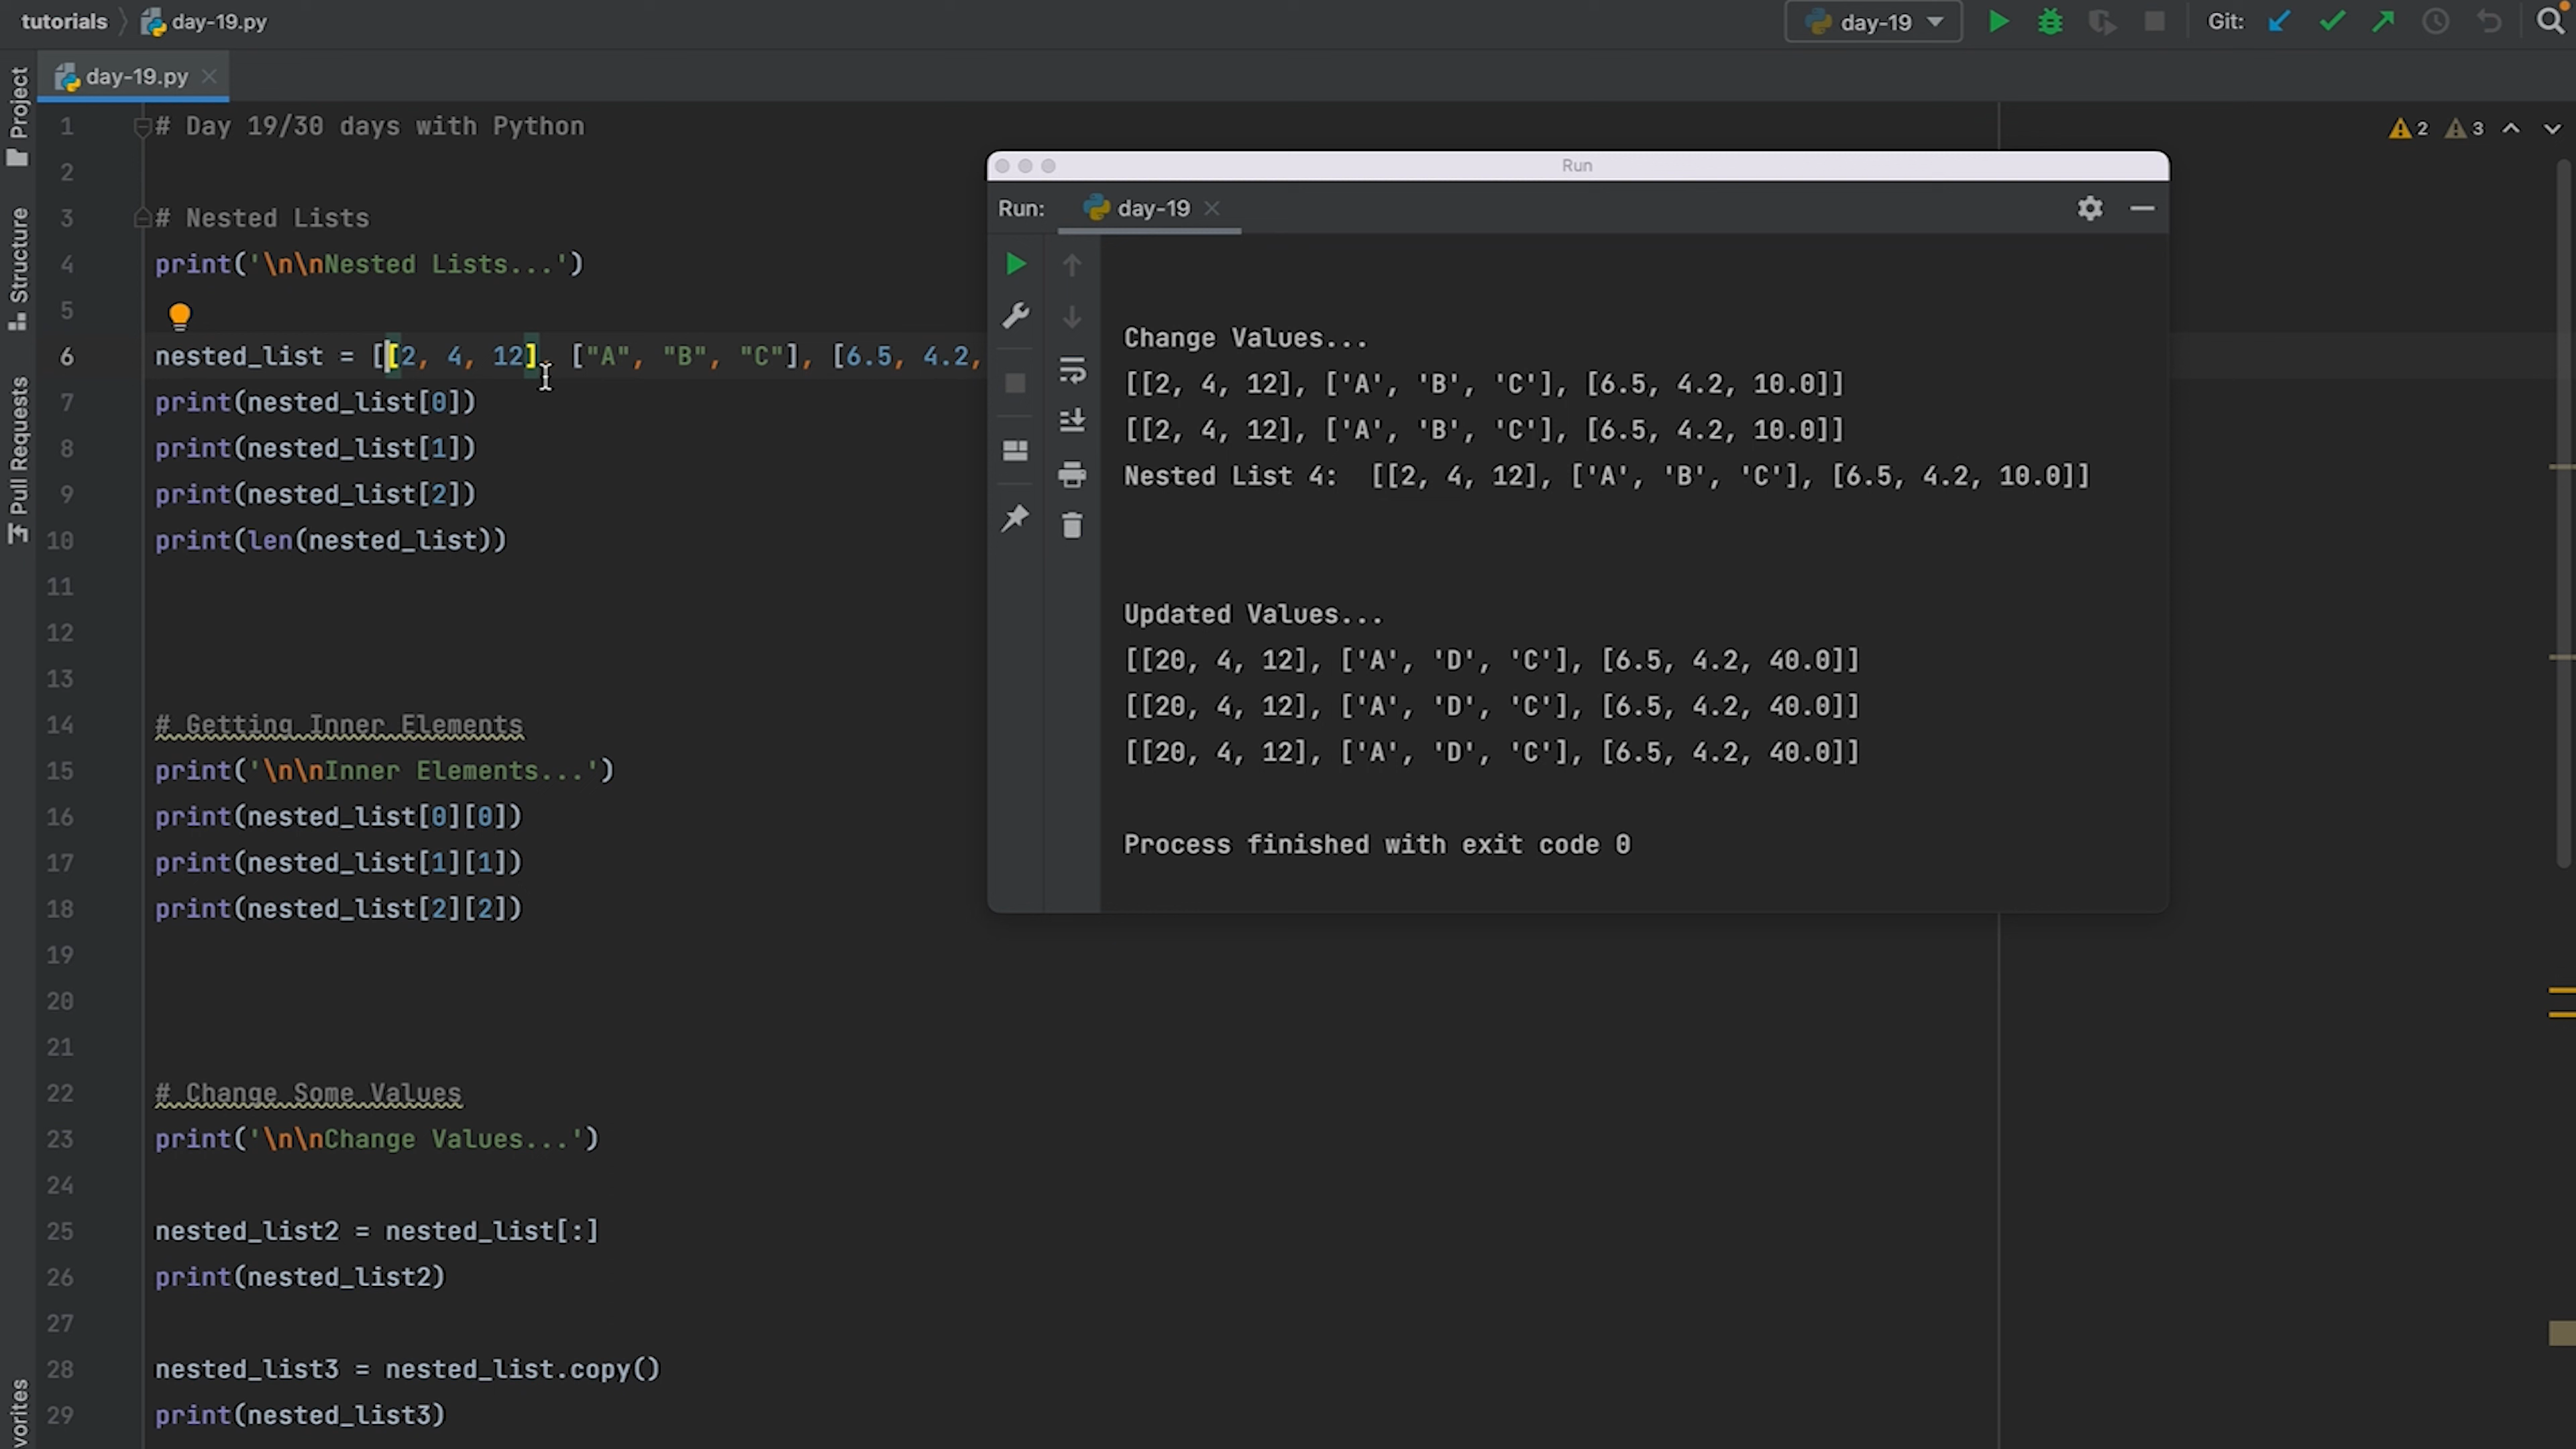 tutorials day-19.py
day-19 Git:
day-19.py
Project
Structure
Pull Requests
vorites
2 3
1 # Day 19/30 days with Python
2
3 # Nested Lists
4 print('\n\nNested Lists...')
5
6 nested_list = [[2, 4, 12], ["A", "B", "C"], [6.5, 4.2,
7 print(nested_list[0])
8 print(nested_list[1])
9 print(nested_list[2])
10 print(len(nested_list))
11
12
13
14 # Getting Inner Elements
15 print('\n\nInner Elements...')
16 print(nested_list[0][0])
17 print(nested_list[1][1])
18 print(nested_list[2][2])
19
20
21
22 # Change Some Values
23 print('\n\nChange Values...')
24
25 nested_list2 = nested_list[:]
26 print(nested_list2)
27
28 nested_list3 = nested_list.copy()
29 print(nested_list3)
Run
Run: day-19
Change Values...
[[2, 4, 12], ['A', 'B', 'C'], [6.5, 4.2, 10.0]]
[[2, 4, 12], ['A', 'B', 'C'], [6.5, 4.2, 10.0]]
Nested List 4:  [[2, 4, 12], ['A', 'B', 'C'], [6.5, 4.2, 10.0]]
Updated Values...
[[20, 4, 12], ['A', 'D', 'C'], [6.5, 4.2, 40.0]]
[[20, 4, 12], ['A', 'D', 'C'], [6.5, 4.2, 40.0]]
[[20, 4, 12], ['A', 'D', 'C'], [6.5, 4.2, 40.0]]
Process finished with exit code 0